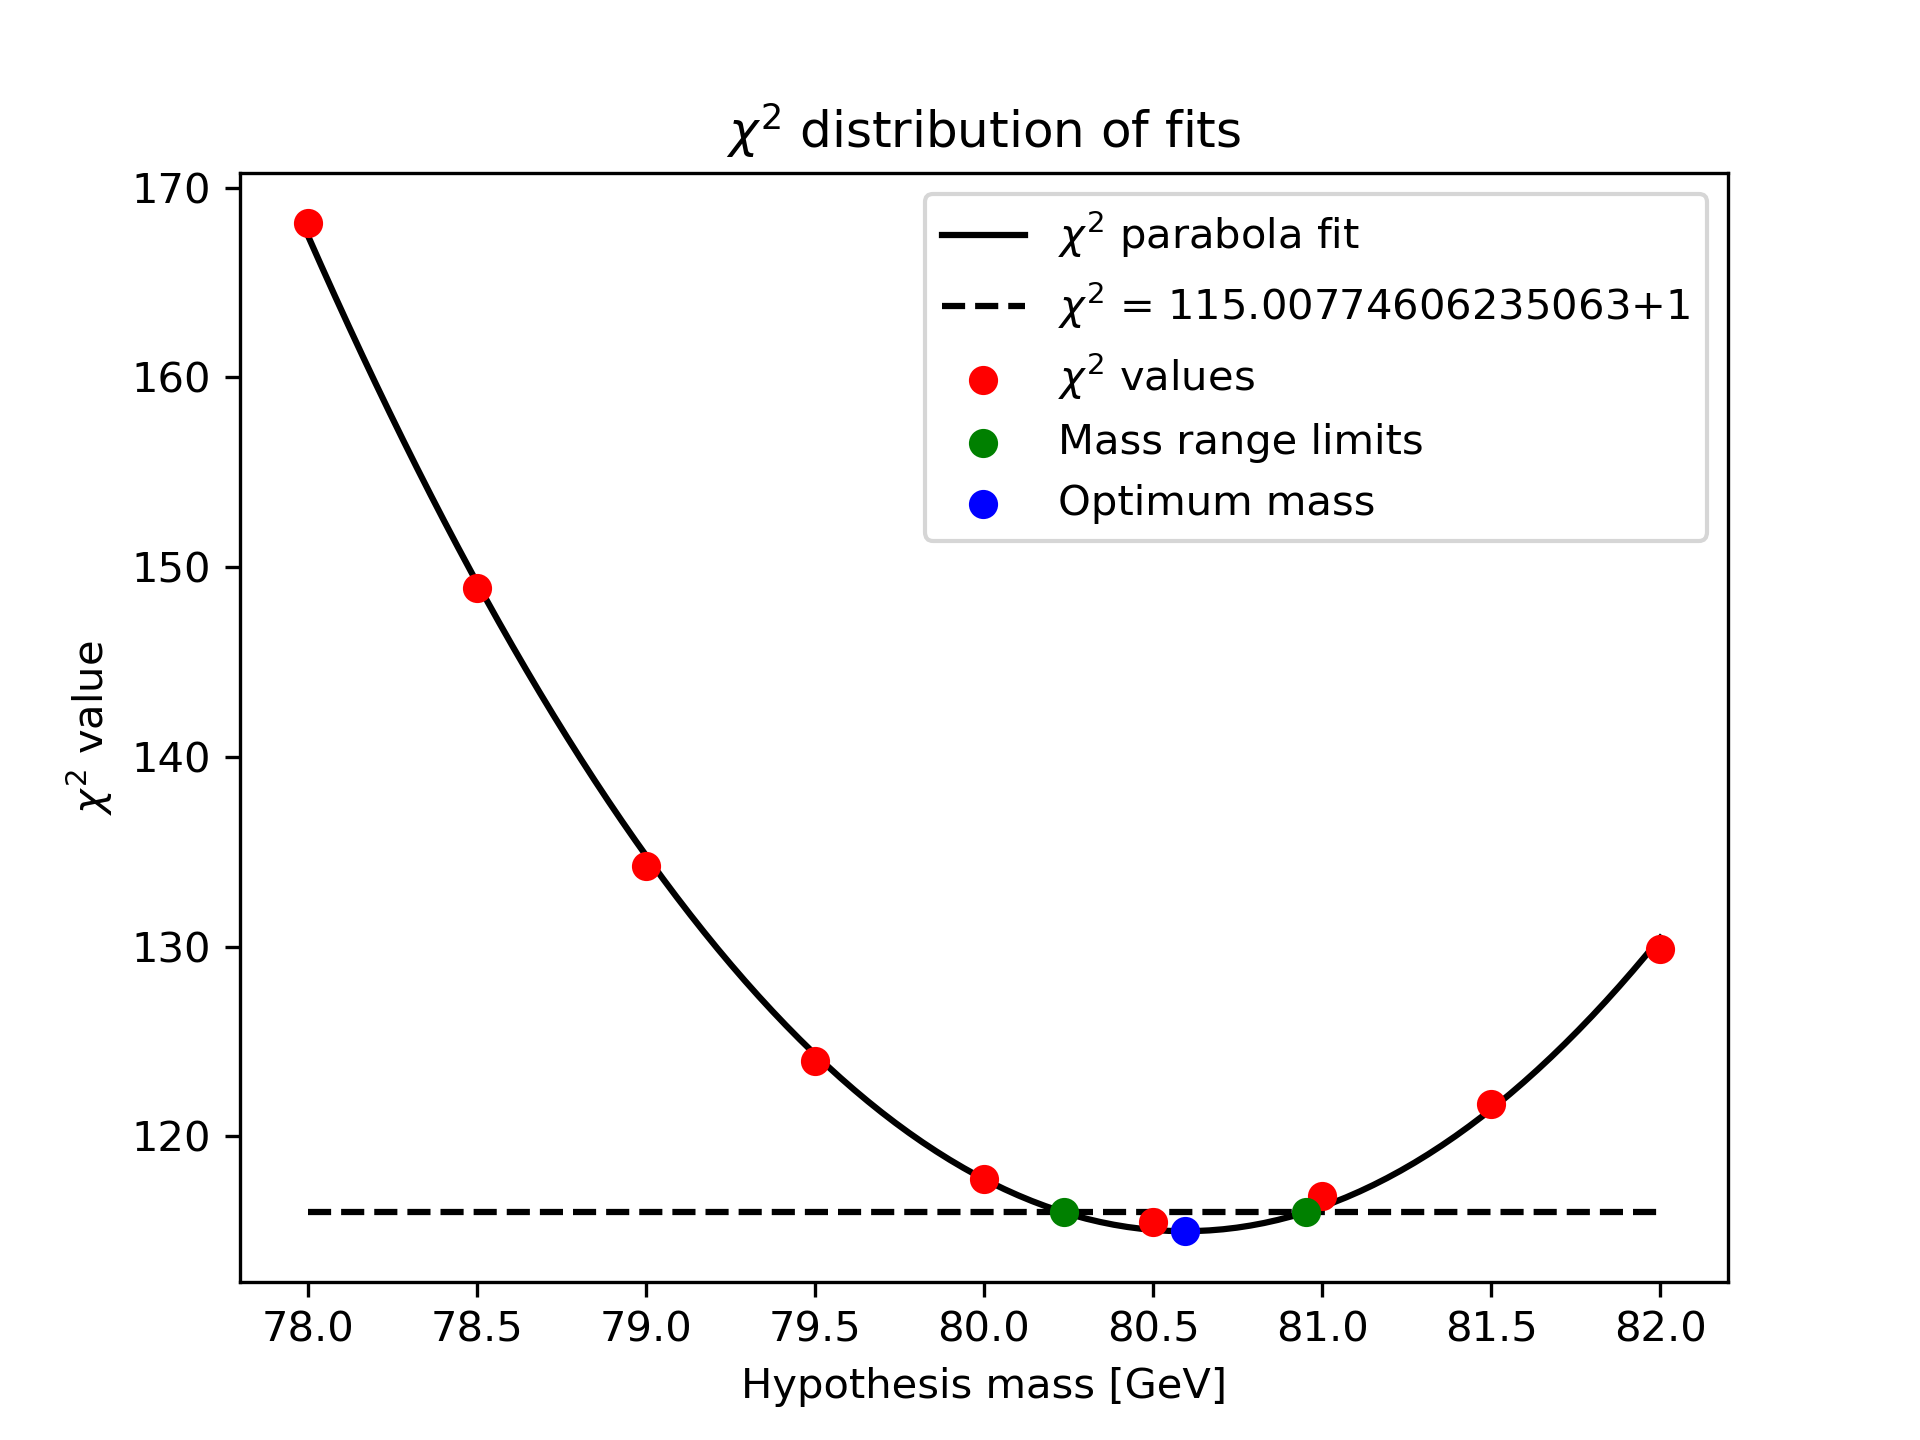 χ² distribution of fits
χ² parabola fit
χ² = 115.00774606235063+1
χ² values
Mass range limits
Optimum mass
χ² value
170
160
150
140
130
120
78.0 78.5 79.0 79.5 80.0 80.5 81.0 81.5 82.0
Hypothesis mass [GeV]